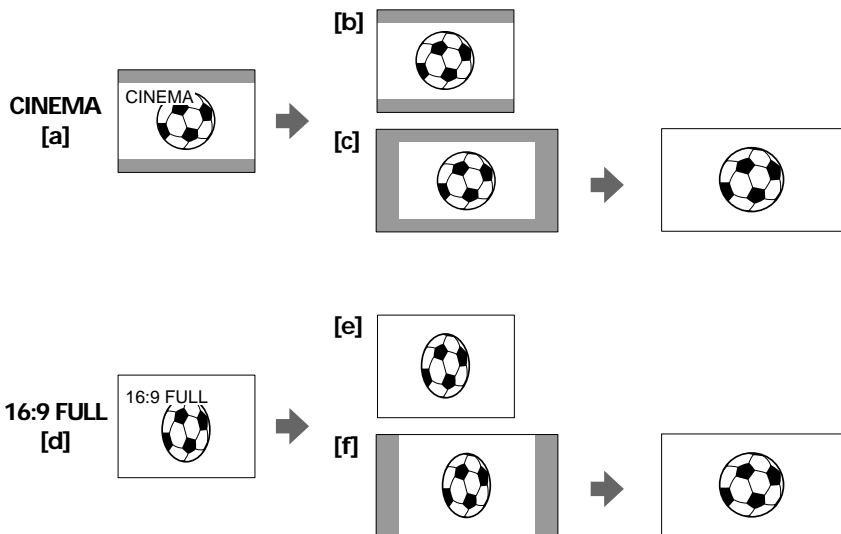 [b]
CINEMA
CINEMA
[a]
[c]
[e]
16:9 FULL
16:9 FULL
[d]
[f]